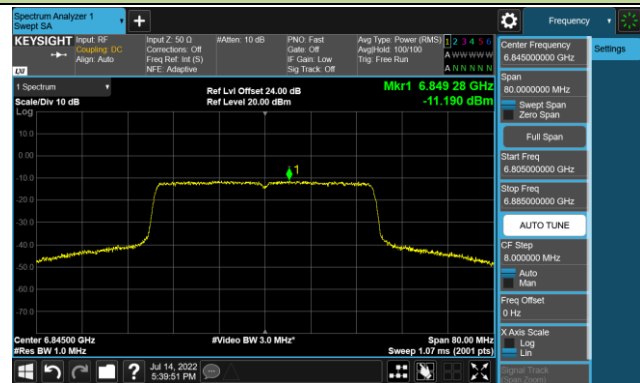 Spectrum Analyzer 1
Swept SA
Frequency
KEYSIGHT
Input: RF
Coupling: DC
Align: Auto
Input Z: 50 Ω
Corrections: Off
Freq Ref: Int (S)
NFE: Adaptive
#Atten: 10 dB
PNO: Fast
Gate: Off
IF Gain: Low
Sig Track: Off
Avg Type: Power (RMS)
Avg|Hold: 100/100
Trig: Free Run
1 2 3 4 5 6
A W W W W W
A N N N N N
LXI
1 Spectrum
Scale/Div 10 dB
Log
Ref Lvl Offset 24.00 dB
Ref Level 20.00 dBm
Mkr1 6.849 28 GHz
-11.190 dBm
10.0
0.00
-10.0
-20.0
-30.0
-40.0
-50.0
-60.0
-70.0
1
Center 6.84500 GHz
#Res BW 1.0 MHz
#Video BW 3.0 MHz*
Span 80.00 MHz
Sweep 1.07 ms (2001 pts)
Jul 14, 2022
5:39:51 PM
Center Frequency
6.845000000 GHz
Span
80.0000000 MHz
Swept Span
Zero Span
Full Span
Start Freq
6.805000000 GHz
Stop Freq
6.885000000 GHz
AUTO TUNE
CF Step
8.000000 MHz
Auto
Man
Freq Offset
0 Hz
X Axis Scale
Log
Lin
Signal Track
(Span Zoom)
Settings